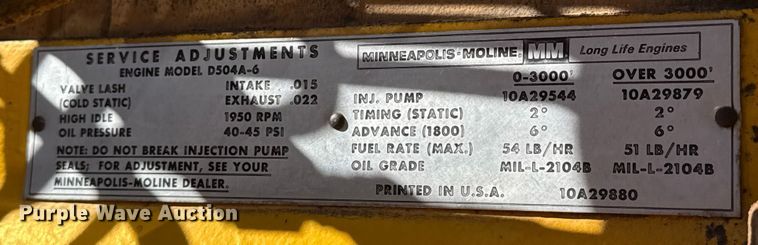 SERVICE ADJUSTMENTS
ENGINE MODEL D504A-6
VALVE LASH INTAKE .015
(COLD STATIC) EXHAUST .022
HIGH IDLE 1950 RPM
OIL PRESSURE 40-45 PSI
NOTE: DO NOT BREAK INJECTION PUMP
SEALS; FOR ADJUSTMENT, SEE YOUR
MINNEAPOLIS-MOLINE DEALER.
MINNEAPOLIS-MOLINE MM Long Life Engines
0-3000' OVER 3000'
INJ. PUMP 10A29544 10A29879
TIMING (STATIC) 2° 2°
ADVANCE (1800) 6° 6°
FUEL RATE (MAX.) 54 LB/HR 51 LB/HR
OIL GRADE MIL-L-2104B MIL-L-2104B
PRINTED IN U.S.A. 10A29880
Purple Wave Auction